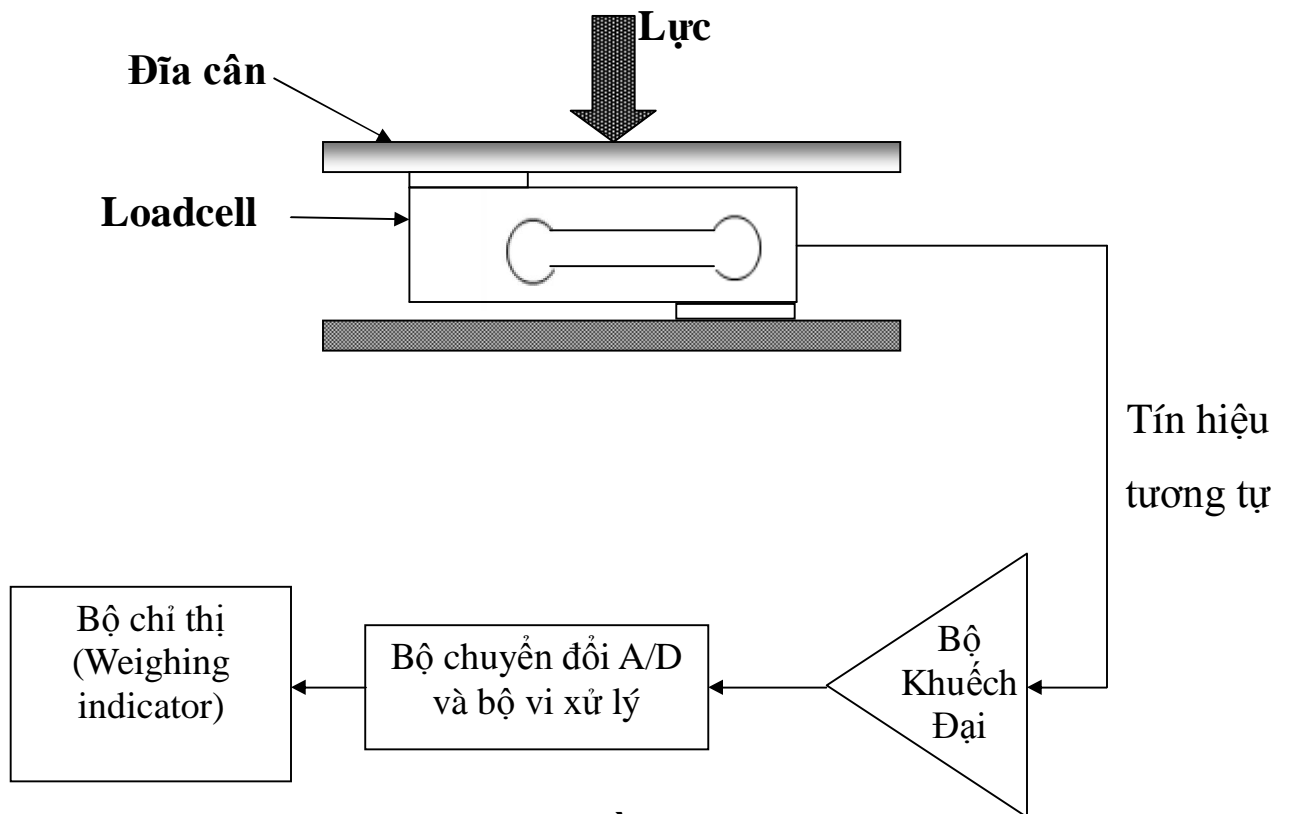 Lực
Đĩa cân
Loadcell
Tín hiệu
tương tự
Bộ chỉ thị
(Weighing
indicator)
Bộ chuyển đổi A/D
và bộ vi xử lý
Bộ
Khuếch
Đại